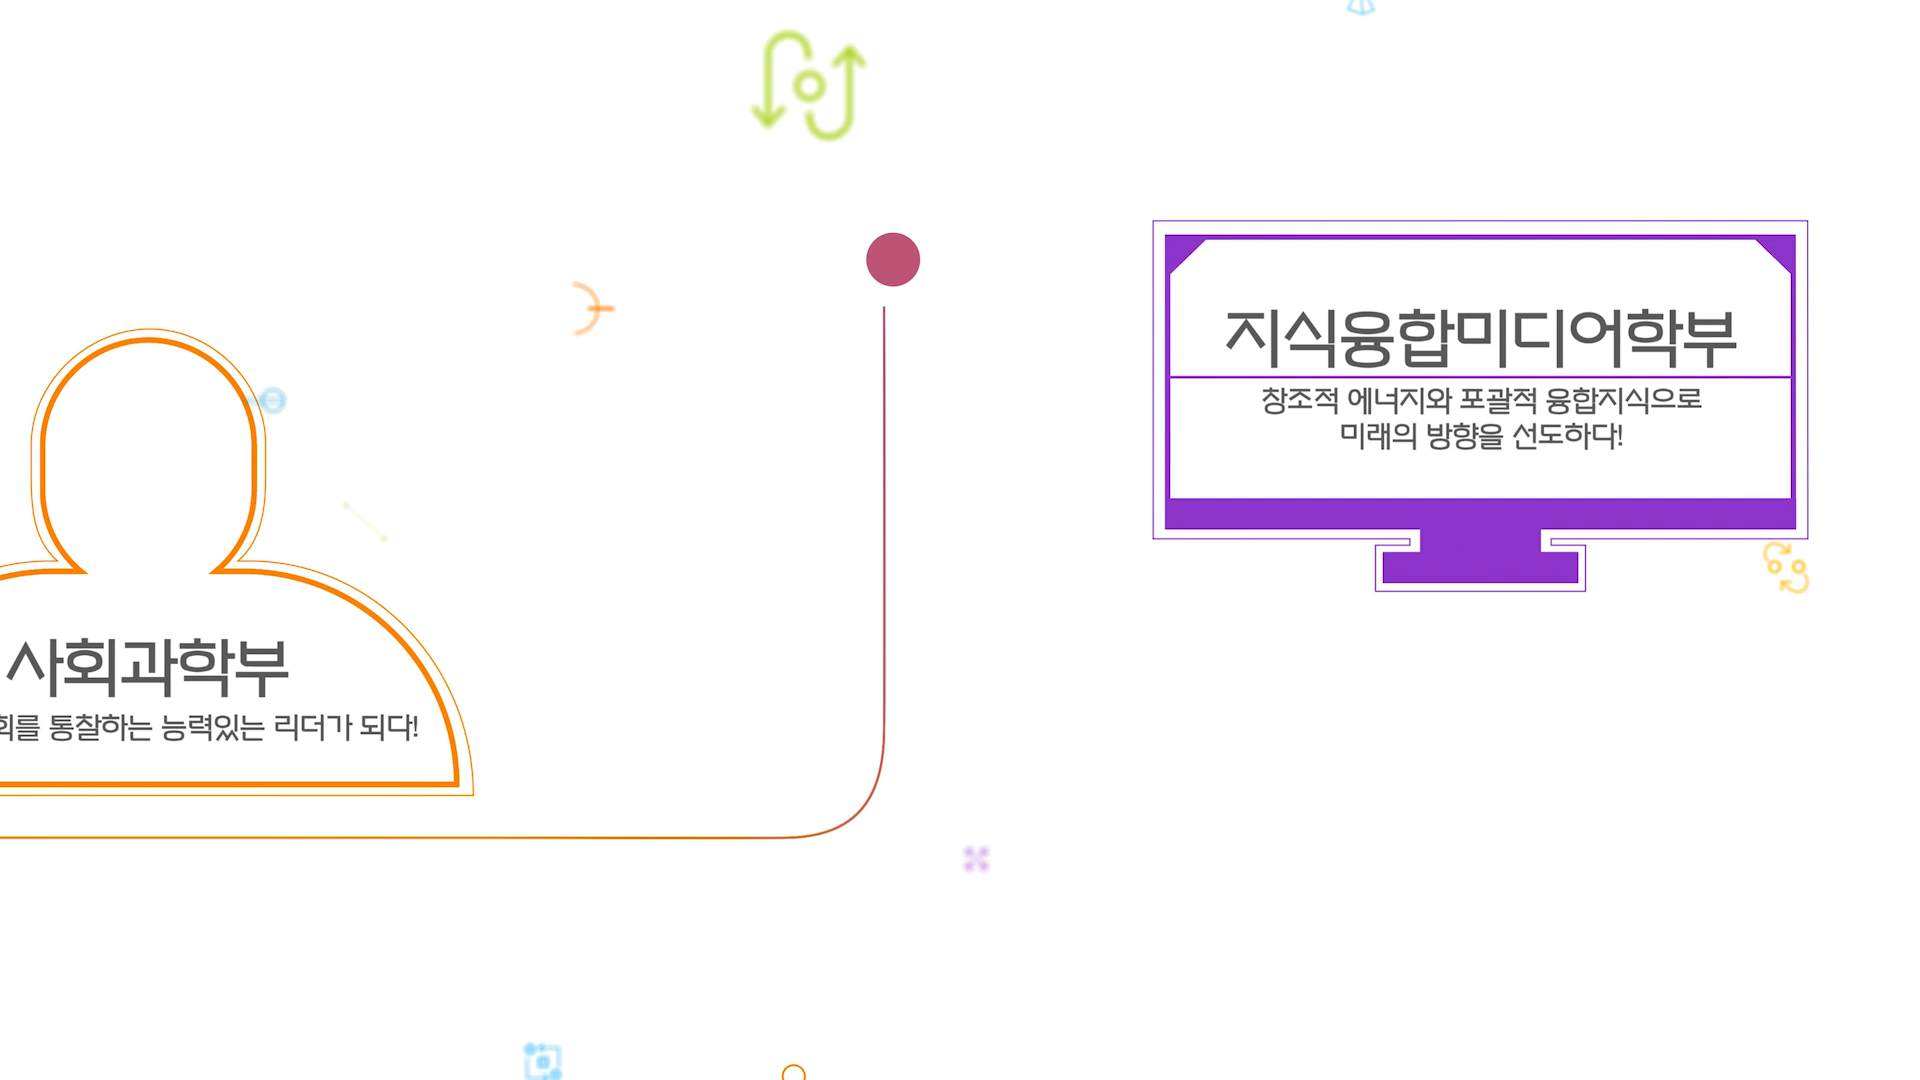 사회과학부
회를 통찰하는 능력있는 리더가 되다!
지식융합미디어학부
창조적 에너지와 포괄적 융합지식으로
미래의 방향을 선도하다!